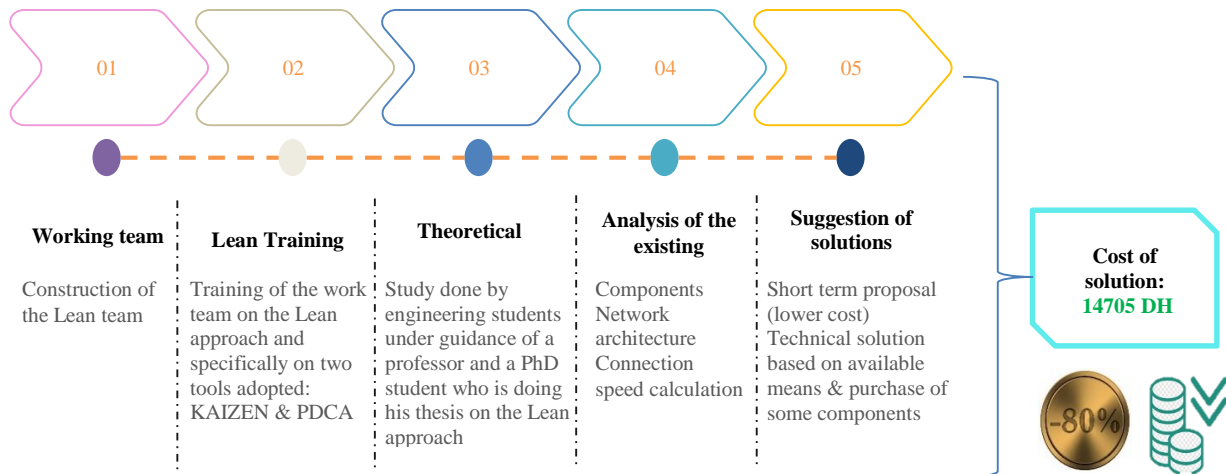 01
02
03
04
05
Working team
Construction of
the Lean team
Lean Training
Training of the work
team on the Lean
approach and
specifically on two
tools adopted:
KAIZEN & PDCA
Theoretical
Study done by
engineering students
under guidance of a
professor and a PhD
student who is doing
his thesis on the Lean
approach
Analysis of the
existing
Components
Network
architecture
Connection
speed calculation
Suggestion of
solutions
Short term proposal
(lower cost)
Technical solution
based on available
means & purchase of
some components
Cost of
solution:
14705 DH
-80%